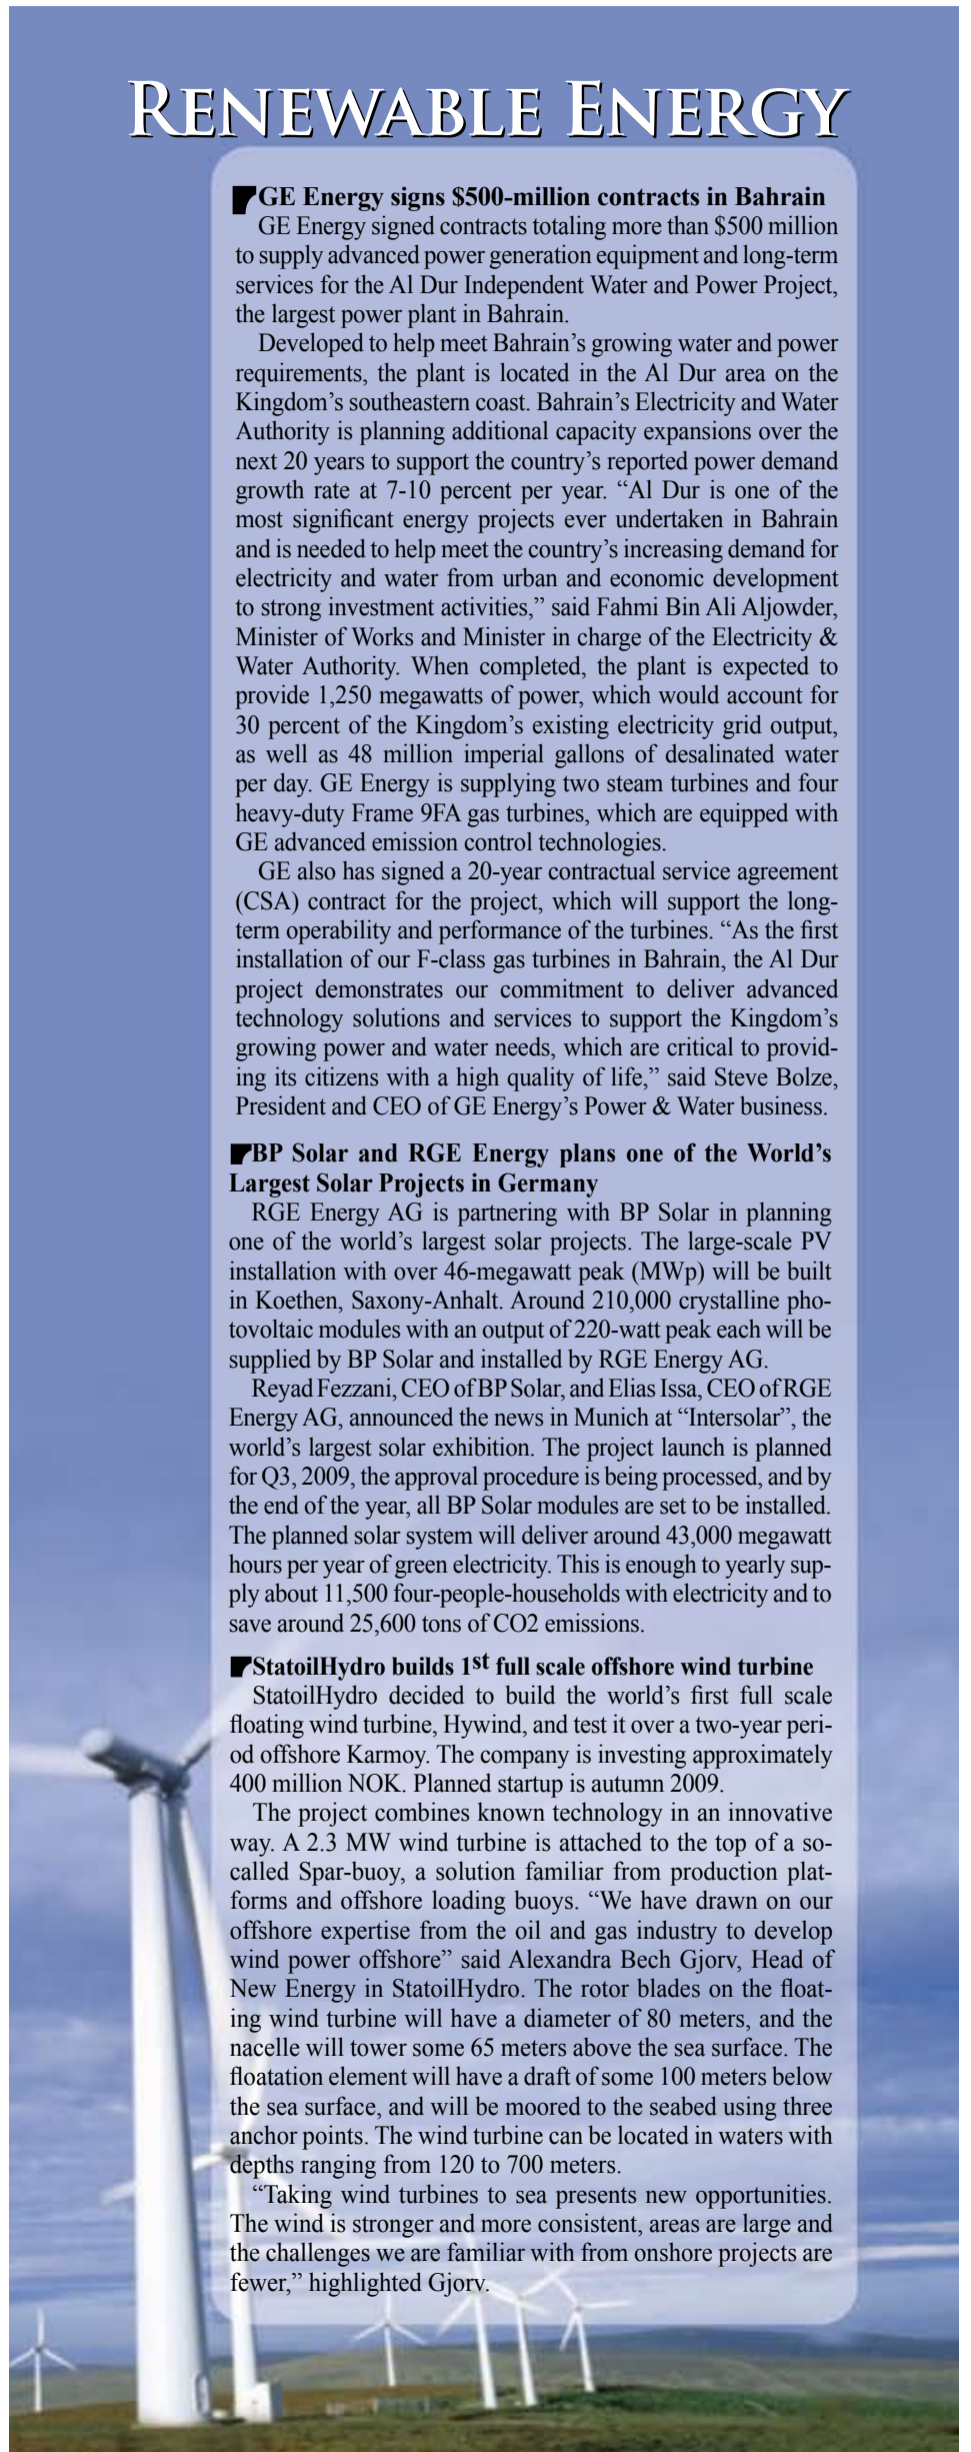 RENEWABLE ENERGY
GE Energy signs $500-million contracts in Bahrain
GE Energy signed contracts totaling more than $500 million
to supply advanced power generation equipment and long-term
services for the Al Dur Independent Water and Power Project,
the largest power plant in Bahrain.
Developed to help meet Bahrain’s growing water and power
requirements, the plant is located in the Al Dur area on the
Kingdom’s southeastern coast. Bahrain’s Electricity and Water
Authority is planning additional capacity expansions over the
next 20 years to support the country’s reported power demand
growth rate at 7-10 percent per year. “Al Dur is one of the
most significant energy projects ever undertaken in Bahrain
and is needed to help meet the country’s increasing demand for
electricity and water from urban and economic development
to strong investment activities,” said Fahmi Bin Ali Aljowder,
Minister of Works and Minister in charge of the Electricity &
Water Authority. When completed, the plant is expected to
provide 1,250 megawatts of power, which would account for
30 percent of the Kingdom’s existing electricity grid output,
as well as 48 million imperial gallons of desalinated water
per day. GE Energy is supplying two steam turbines and four
heavy-duty Frame 9FA gas turbines, which are equipped with
GE advanced emission control technologies.
GE also has signed a 20-year contractual service agreement
(CSA) contract for the project, which will support the long-
term operability and performance of the turbines. “As the first
installation of our F-class gas turbines in Bahrain, the Al Dur
project demonstrates our commitment to deliver advanced
technology solutions and services to support the Kingdom’s
growing power and water needs, which are critical to provid-
ing its citizens with a high quality of life,” said Steve Bolze,
President and CEO of GE Energy’s Power & Water business.
BP Solar and RGE Energy plans one of the World’s
Largest Solar Projects in Germany
RGE Energy AG is partnering with BP Solar in planning
one of the world’s largest solar projects. The large-scale PV
installation with over 46-megawatt peak (MWp) will be built
in Koethen, Saxony-Anhalt. Around 210,000 crystalline pho-
tovoltaic modules with an output of 220-watt peak each will be
supplied by BP Solar and installed by RGE Energy AG.
Reyad Fezzani, CEO of BP Solar, and Elias Issa, CEO of RGE
Energy AG, announced the news in Munich at “Intersolar”, the
world’s largest solar exhibition. The project launch is planned
for Q3, 2009, the approval procedure is being processed, and by
the end of the year, all BP Solar modules are set to be installed.
The planned solar system will deliver around 43,000 megawatt
hours per year of green electricity. This is enough to yearly sup-
ply about 11,500 four-people-households with electricity and to
save around 25,600 tons of CO2 emissions.
StatoilHydro builds 1st full scale offshore wind turbine
StatoilHydro decided to build the world’s first full scale
floating wind turbine, Hywind, and test it over a two-year peri-
od offshore Karmoy. The company is investing approximately
400 million NOK. Planned startup is autumn 2009.
The project combines known technology in an innovative
way. A 2.3 MW wind turbine is attached to the top of a so-
called Spar-buoy, a solution familiar from production plat-
forms and offshore loading buoys. “We have drawn on our
offshore expertise from the oil and gas industry to develop
wind power offshore” said Alexandra Bech Gjorv, Head of
New Energy in StatoilHydro. The rotor blades on the float-
ing wind turbine will have a diameter of 80 meters, and the
nacelle will tower some 65 meters above the sea surface. The
floatation element will have a draft of some 100 meters below
the sea surface, and will be moored to the seabed using three
anchor points. The wind turbine can be located in waters with
depths ranging from 120 to 700 meters.
“Taking wind turbines to sea presents new opportunities.
The wind is stronger and more consistent, areas are large and
the challenges we are familiar with from onshore projects are
fewer,” highlighted Gjorv.